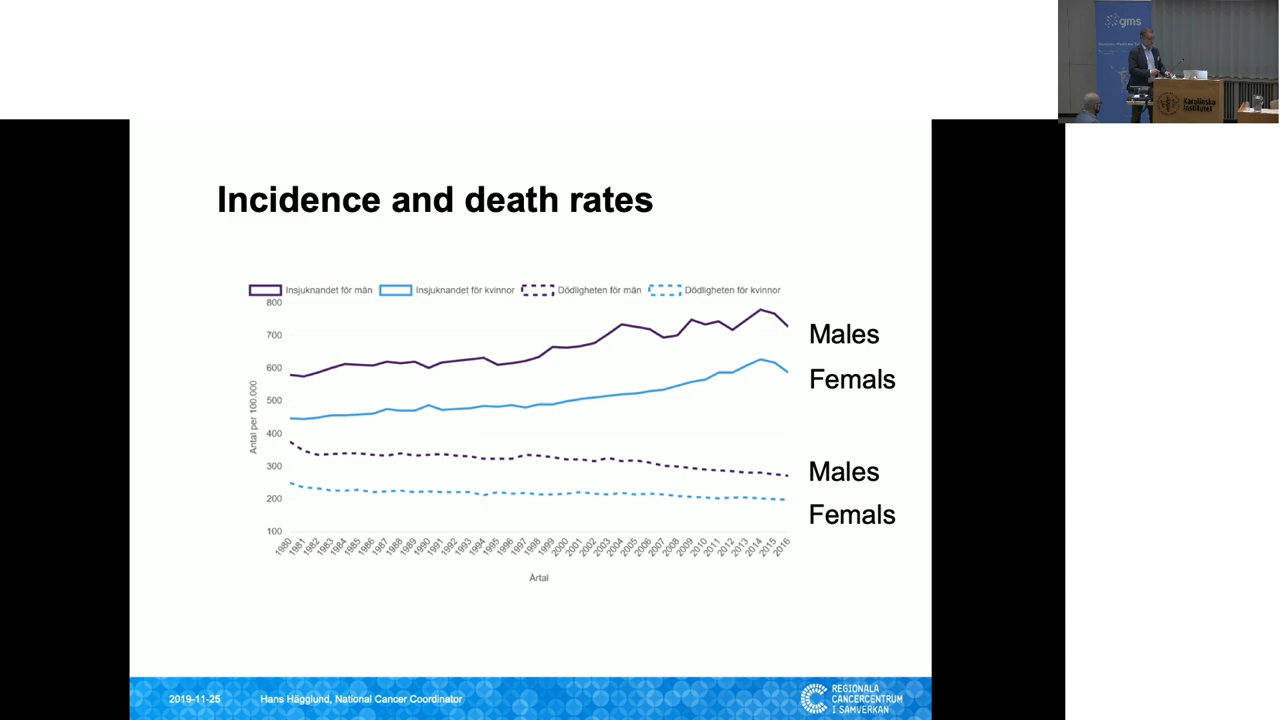 gms
Karolinska
Institutet
Incidence and death rates
Insjuknandet för män Insjuknandet för kvinnor Dödligheten för män Dödligheten för kvinnor
800
700
600
500
400
300
200
100
Antal per 100.000
1980 1981 1982 1983 1984 1985 1986 1987 1988 1989 1990 1991 1992 1993 1994 1995 1996 1997 1998 1999 2000 2001 2002 2003 2004 2005 2006 2007 2008 2009 2010 2011 2012 2013 2014 2015 2016
Årtal
Males
Femals
Males
Femals
2019-11-25 Hans Hägglund, National Cancer Coordinator
REGIONALA
CANCERCENTRUM
I SAMVERKAN